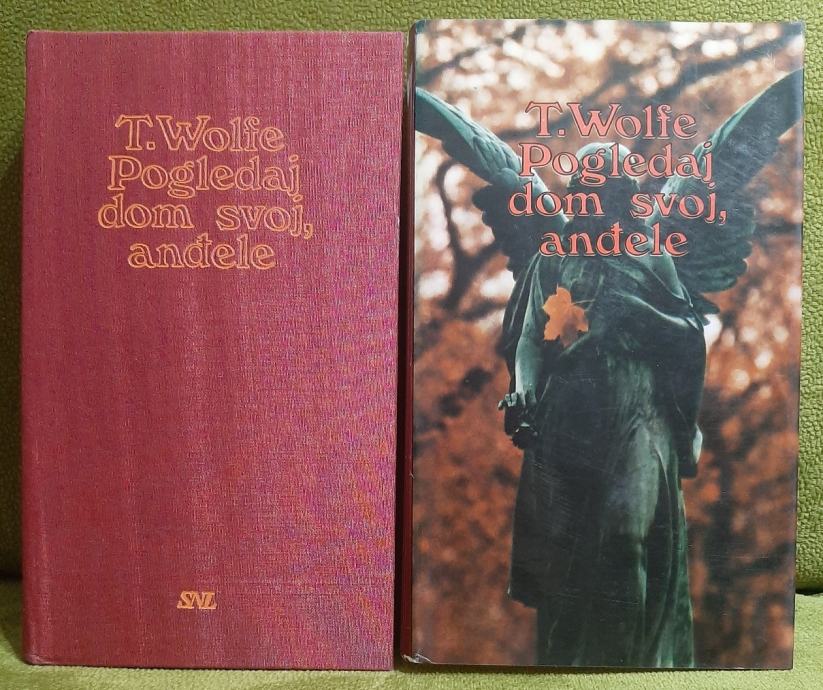 T. Wolfe
Pogledaj
dom svoj,
anđele
SNL
T. Wolfe
Pogledaj
dom svoj,
anđele